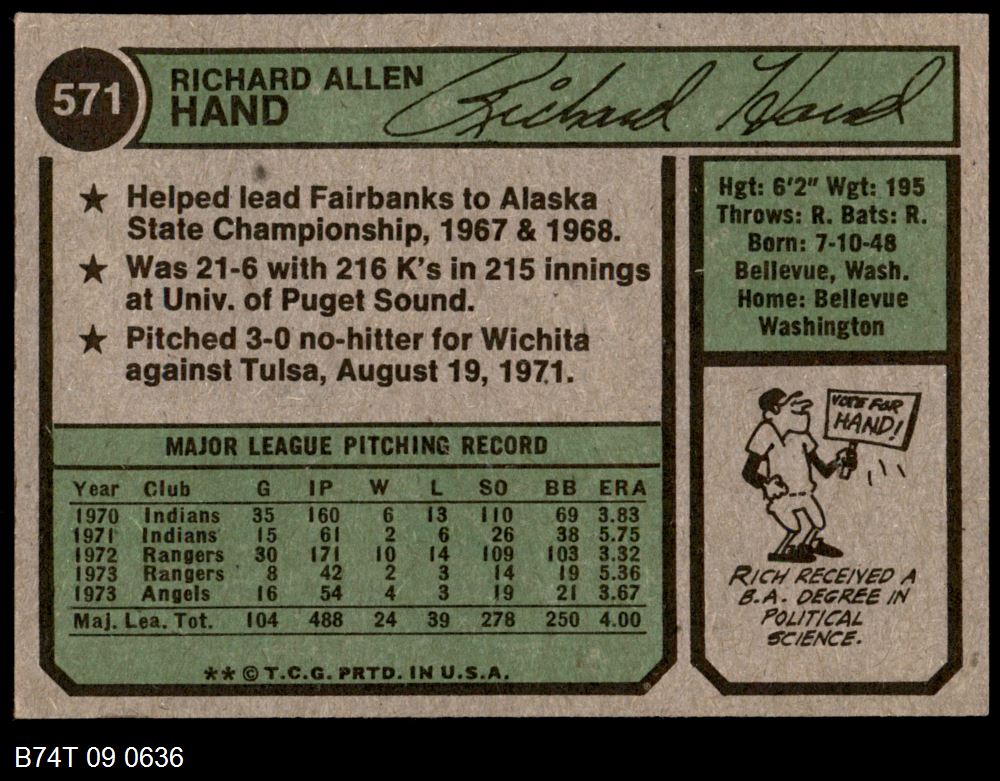 571
RICHARD ALLEN
HAND
Richard Hand
★ Helped lead Fairbanks to Alaska
State Championship, 1967 & 1968.
★ Was 21-6 with 216 K's in 215 innings
at Univ. of Puget Sound.
★ Pitched 3-0 no-hitter for Wichita
against Tulsa, August 19, 1971.
MAJOR LEAGUE PITCHING RECORD
Year Club G IP W L SO BB ERA
1970 Indians 35 160 6 13 110 69 3.83
1971 Indians 15 61 2 6 26 38 5.75
1972 Rangers 30 171 10 14 109 103 3.32
1973 Rangers 8 42 2 3 14 19 5.36
1973 Angels 16 54 4 3 19 21 3.67
Maj. Lea. Tot. 104 488 24 39 278 250 4.00
** © T.C.G. PRTD. IN U.S.A.
Hgt: 6'2" Wgt: 195
Throws: R. Bats: R.
Born: 7-10-48
Bellevue, Wash.
Home: Bellevue
Washington
VOTE FOR
HAND!
RICH RECEIVED A
B.A. DEGREE IN
POLITICAL
SCIENCE.
B74T 09 0636